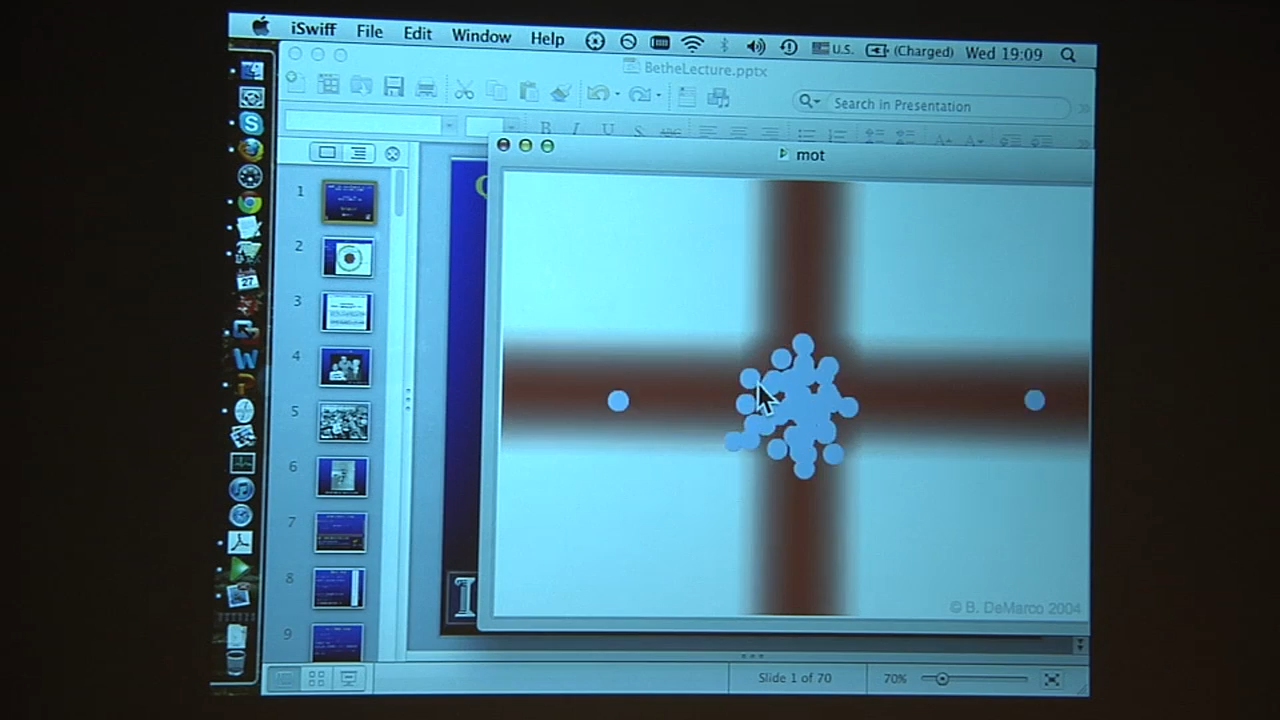 iSwiff File Edit Window Help U.S. (Charged) Wed 19:09
BetheLecture.pptx
Search in Presentation
B I U S ABC
mot
1
2
3
4
5
6
7
8
9
© B. DeMarco 2004
Slide 1 of 70 70%